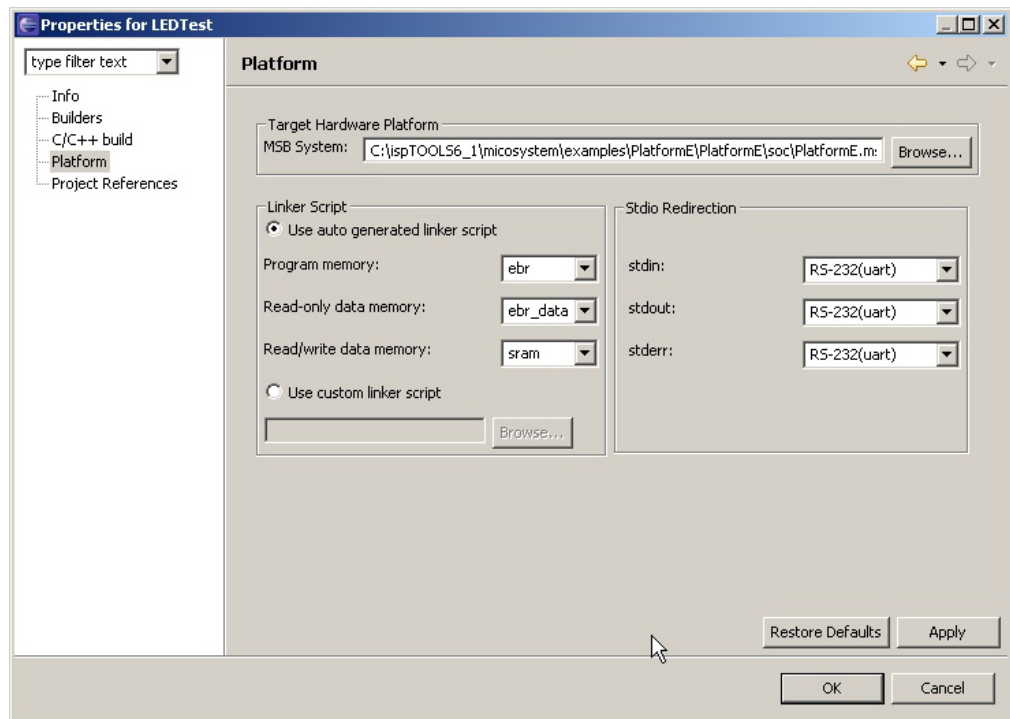 Properties for LEDTest
type filter text
Info
Builders
C/C++ build
Platform
Project References
Platform
Target Hardware Platform
MSB System: C:\ispTOOLS6_1\micosystem\examples\PlatformE\PlatformE\soc\PlatformE.m Browse...
Linker Script
Use auto generated linker script
Program memory: ebr
Read-only data memory: ebr_data
Read/write data memory: sram
Use custom linker script
Browse...
Stdio Redirection
stdin: RS-232(uart)
stdout: RS-232(uart)
stderr: RS-232(uart)
Restore Defaults Apply
OK Cancel